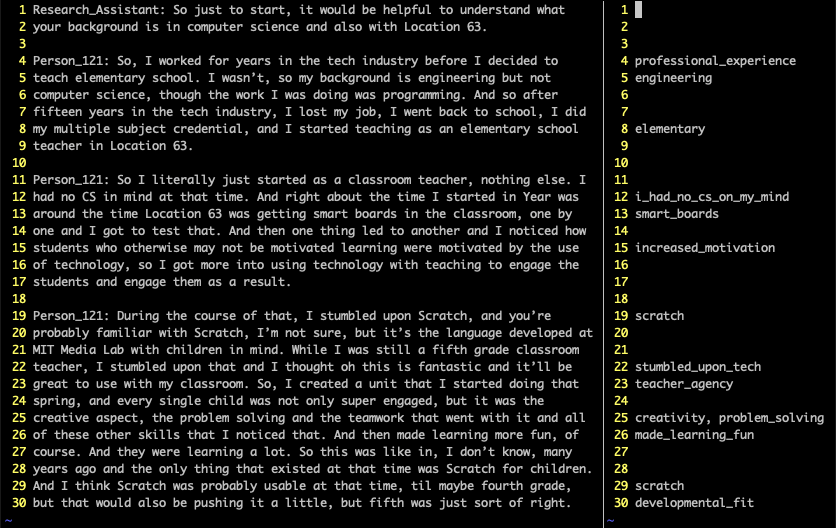 1 Research_Assistant: So just to start, it would be helpful to understand what
2 your background is in computer science and also with Location 63.
3
4 Person_121: So, I worked for years in the tech industry before I decided to
5 teach elementary school. I wasn't, so my background is engineering but not
6 computer science, though the work I was doing was programming. And so after
7 fifteen years in the tech industry, I lost my job, I went back to school, I did
8 my multiple subject credential, and I started teaching as an elementary school
9 teacher in Location 63.
10
11 Person_121: So I literally just started as a classroom teacher, nothing else. I
12 had no CS in mind at that time. And right about the time I started in Year was
13 around the time Location 63 was getting smart boards in the classroom, one by
14 one and I got to test that. And then one thing led to another and I noticed how
15 students who otherwise may not be motivated learning were motivated by the use
16 of technology, so I got more into using technology with teaching to engage the
17 students and engage them as a result.
18
19 Person_121: During the course of that, I stumbled upon Scratch, and you're
20 probably familiar with Scratch, I'm not sure, but it's the language developed at
21 MIT Media Lab with children in mind. While I was still a fifth grade classroom
22 teacher, I stumbled upon that and I thought oh this is fantastic and it'll be
23 great to use with my classroom. So, I created a unit that I started doing that
24 spring, and every single child was not only super engaged, but it was the
25 creative aspect, the problem solving and the teamwork that went with it and all
26 of these other skills that I noticed that. And then made learning more fun, of
27 course. And they were learning a lot. So this was like in, I don't know, many
28 years ago and the only thing that existed at that time was Scratch for children.
29 And I think Scratch was probably usable at that time, til maybe fourth grade,
30 but that would also be pushing it a little, but fifth was just sort of right.
~
1
2
3
4 professional_experience
5 engineering
6
7
8 elementary
9
10
11
12 i_had_no_cs_on_my_mind
13 smart_boards
14
15 increased_motivation
16
17
18
19 scratch
20
21
22 stumbled_upon_tech
23 teacher_agency
24
25 creativity, problem_solving
26 made_learning_fun
27
28
29 scratch
30 developmental_fit
~